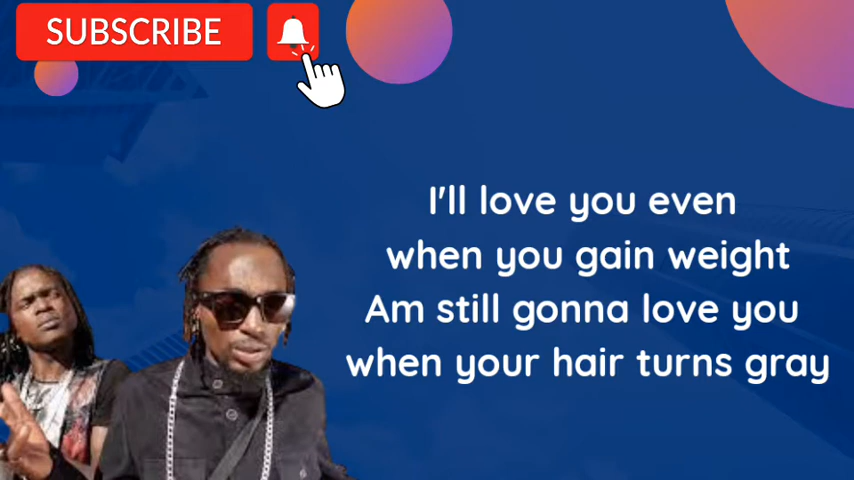 SUBSCRIBE
I'll love you even
when you gain weight
Am still gonna love you
when your hair turns gray